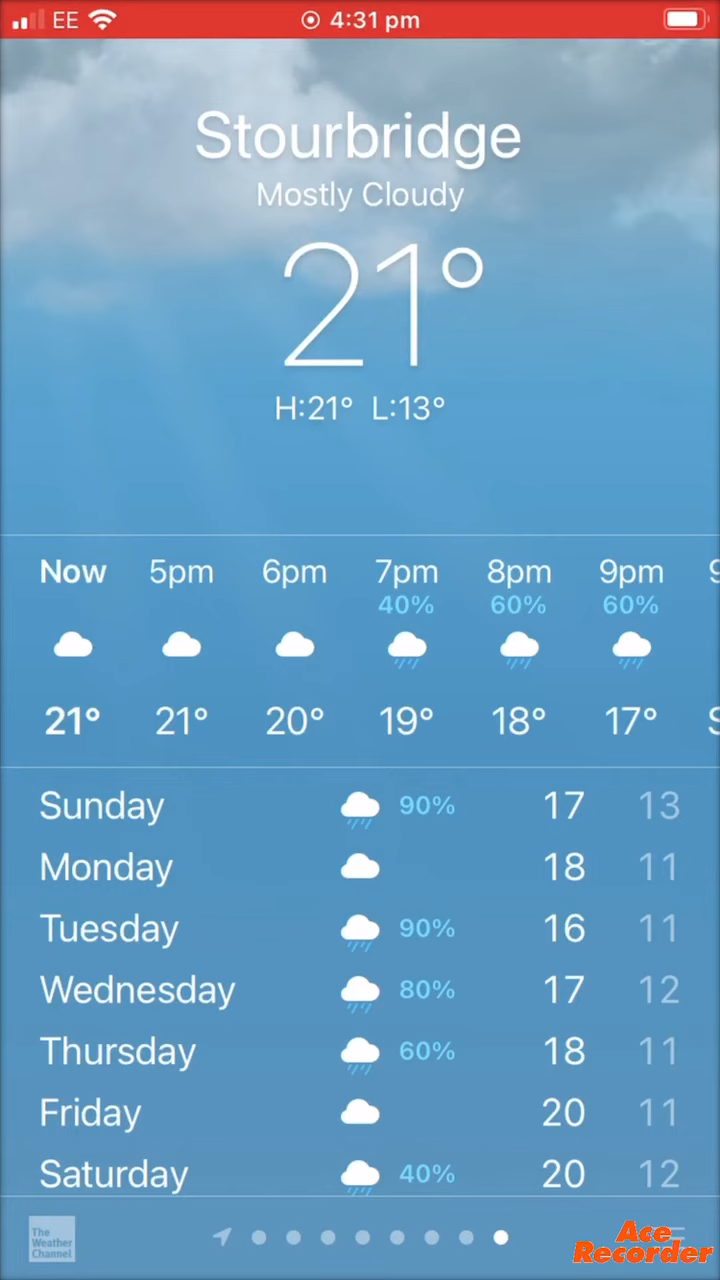 EE 4:31 pm
Stourbridge
Mostly Cloudy
21°
H:21° L:13°
Now 5pm 6pm 7pm 8pm 9pm
40% 60% 60%
21° 21° 20° 19° 18° 17°
Sunday 90% 17 13
Monday 18 11
Tuesday 90% 16 11
Wednesday 80% 17 12
Thursday 60% 18 11
Friday 20 11
Saturday 40% 20 12
The
Weather
Channel
Ace
Recorder